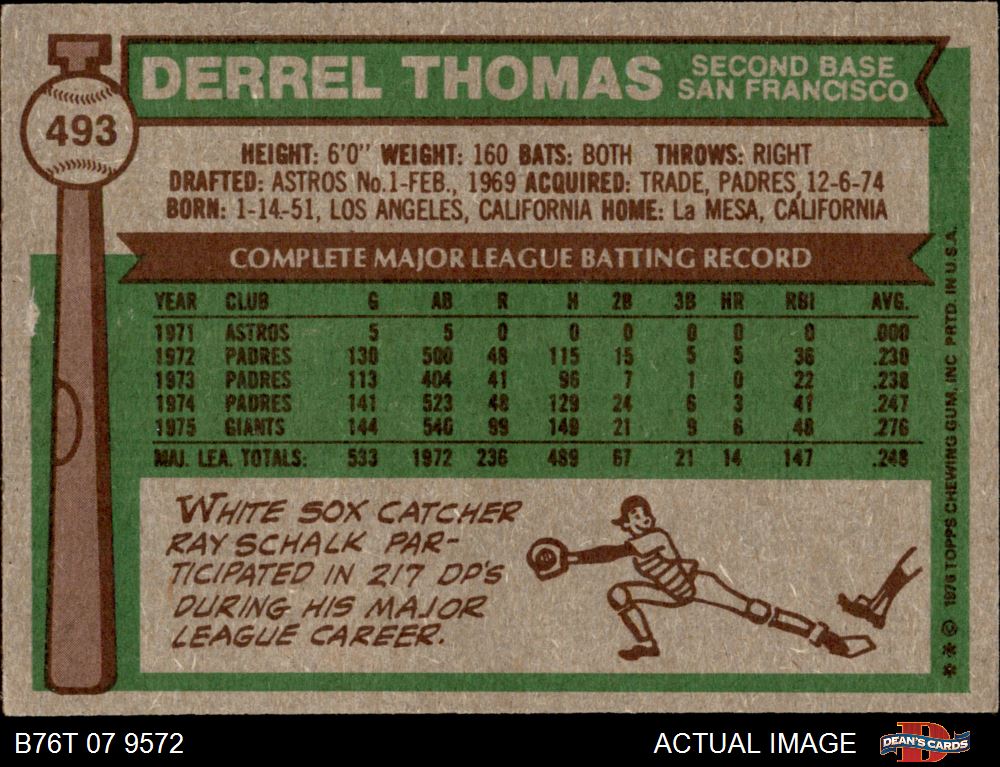 DERREL THOMAS
SECOND BASE
SAN FRANCISCO
493
HEIGHT: 6'0" WEIGHT: 160 BATS: BOTH THROWS: RIGHT
DRAFTED: ASTROS No.1-FEB., 1969 ACQUIRED: TRADE, PADRES, 12-6-74
BORN: 1-14-51, LOS ANGELES, CALIFORNIA HOME: La MESA, CALIFORNIA
COMPLETE MAJOR LEAGUE BATTING RECORD
YEAR CLUB G AB R H 2B 3B HR RBI AVG.
1971 ASTROS 5 5 0 0 0 0 0 0 .000
1972 PADRES 130 500 48 115 15 5 5 36 .230
1973 PADRES 113 404 41 96 7 1 0 22 .238
1974 PADRES 141 523 48 129 24 6 3 41 .247
1975 GIANTS 144 540 99 149 21 9 6 48 .276
MAJ. LEA. TOTALS: 533 1972 236 489 67 21 14 147 .248
WHITE SOX CATCHER
RAY SCHALK PAR-
TICIPATED IN 217 DP'S
DURING HIS MAJOR
LEAGUE CAREER.
** © 1976 TOPPS CHEWING GUM, INC PRTD. IN U.S.A.
B76T 07 9572
ACTUAL IMAGE
DEAN'S CARDS